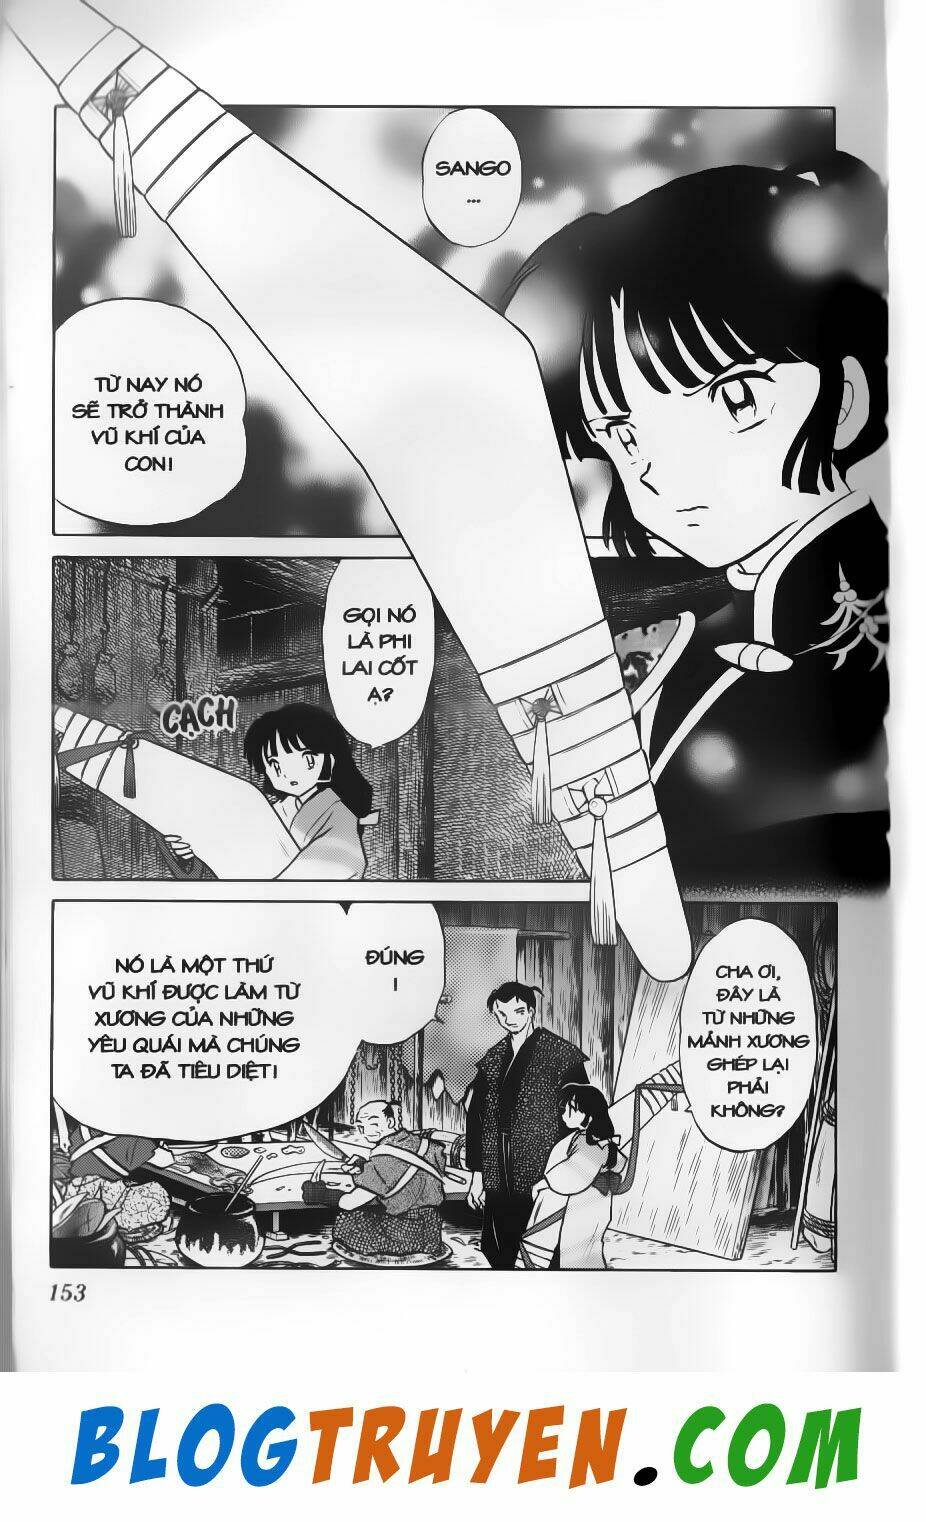 SANGO
...
TỪ NAY NÓ
SẼ TRỞ THÀNH
VŨ KHÍ CỦA
CON!
GỌI NÓ
LÀ PHI
LAI CỐT
Ạ?
CẠCH
CHA ƠI,
ĐÂY LÀ
TỪ NHỮNG
MẢNH XƯƠNG
GHÉP LẠI
PHẢI
KHÔNG?
ĐÚNG
!
NÓ LÀ MỘT THỨ
VŨ KHÍ ĐƯỢC LÀM TỪ
XƯƠNG CỦA NHỮNG
YÊU QUÁI MÀ CHÚNG
TA ĐÃ TIÊU DIỆT!
153
BLOGTRUYEN.COM